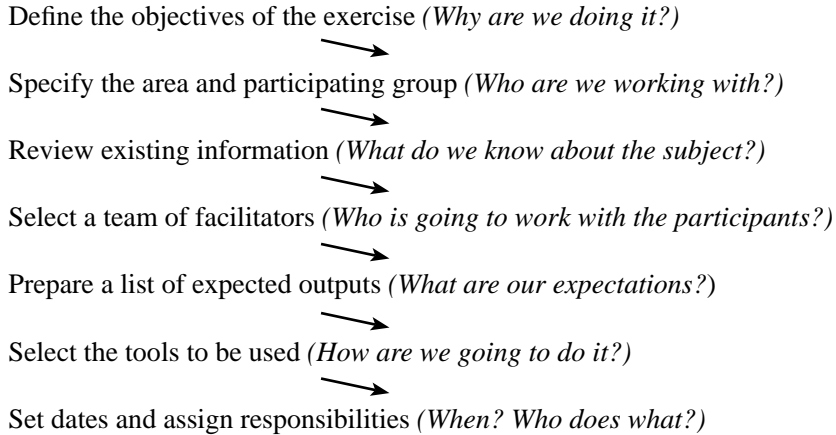 Define the objectives of the exercise (Why are we doing it?)
Specify the area and participating group (Who are we working with?)
Review existing information (What do we know about the subject?)
Select a team of facilitators (Who is going to work with the participants?)
Prepare a list of expected outputs (What are our expectations?)
Select the tools to be used (How are we going to do it?)
Set dates and assign responsibilities (When? Who does what?)